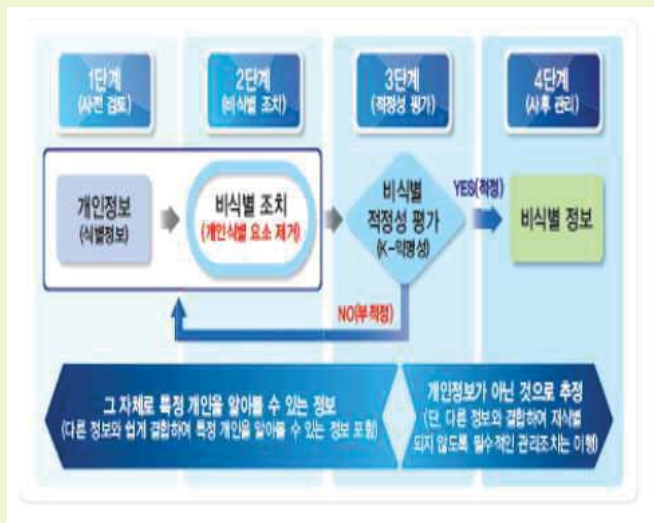 1단계
(사전 검토)
2단계
(비식별 조치)
3단계
(적정성 평가)
4단계
(사후 관리)
개인정보
(식별정보)
비식별 조치
(개인식별 요소 제거)
비식별
적정성 평가
(K-익명성)
YES(적정)
비식별 정보
NO(부적정)
그 자체로 특정 개인을 알아볼 수 있는 정보
(다른 정보와 쉽게 결합하여 특정 개인을 알아볼 수 있는 정보 포함)
개인정보가 아닌 것으로 추정
(단, 다른 정보와 결합하여 재식별
되지 않도록 필수적인 관리조치는 이행)